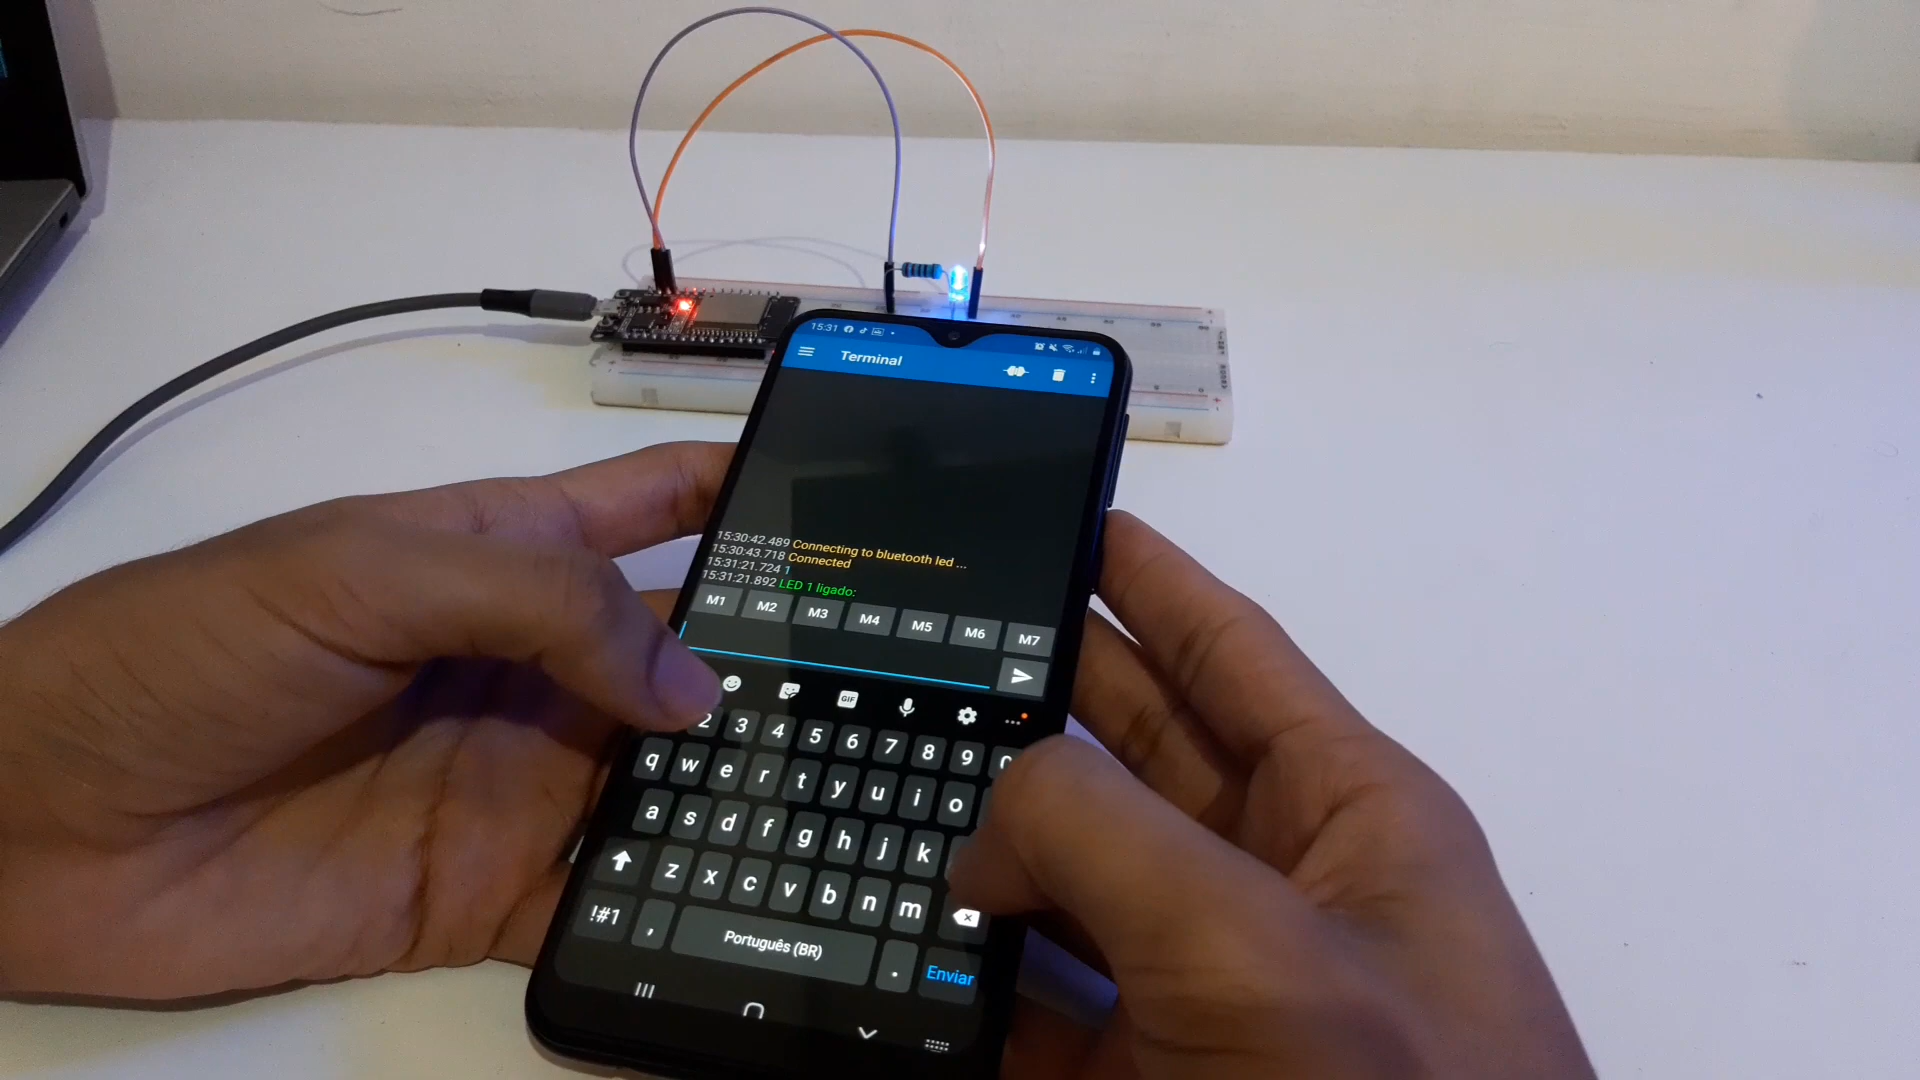 15:31
Terminal
15:30:42.489 Connecting to bluetooth led ...
15:30:43.718 Connected
15:31:21.724 1
15:31:21.892 LED 1 ligado:
M1 M2 M3 M4 M5 M6 M7
GIF
2 3 4 5 6 7 8 9
q w e r t y u i o
a s d f g h j k
z x c v b n m
!#1 , Português (BR) . Enviar